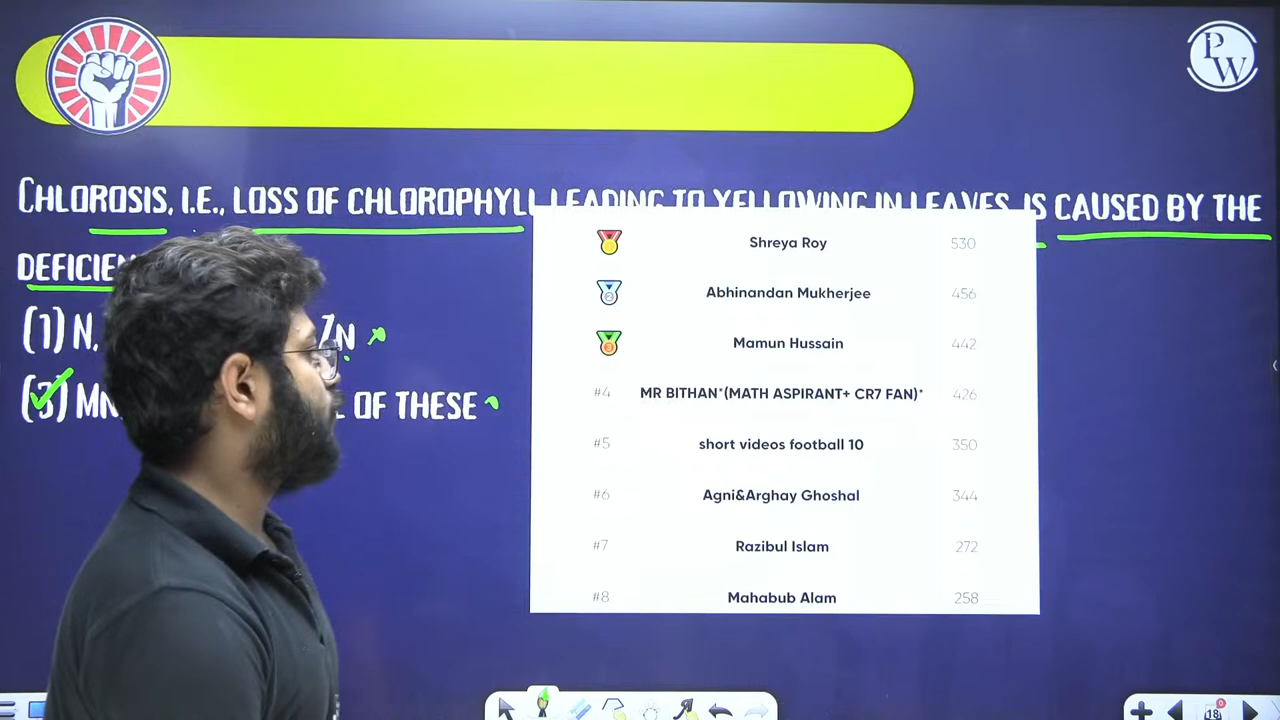 PW
CHLOROSIS, I.E., LOSS OF CHLOROPHYLL LEADING TO YELLOWING IN LEAVES IS CAUSED BY THE
DEFICIEN
(1) N, ZN
(3) MN OF THESE
Shreya Roy 530
Abhinandan Mukherjee 456
Mamun Hussain 442
#4 MR BITHAN*(MATH ASPIRANT+ CR7 FAN)* 426
short videos football 10 350
#5
#6 Agni&Arghay Ghoshal 344
#7 Razibul Islam 272
#8 Mahabub Alam 258
18